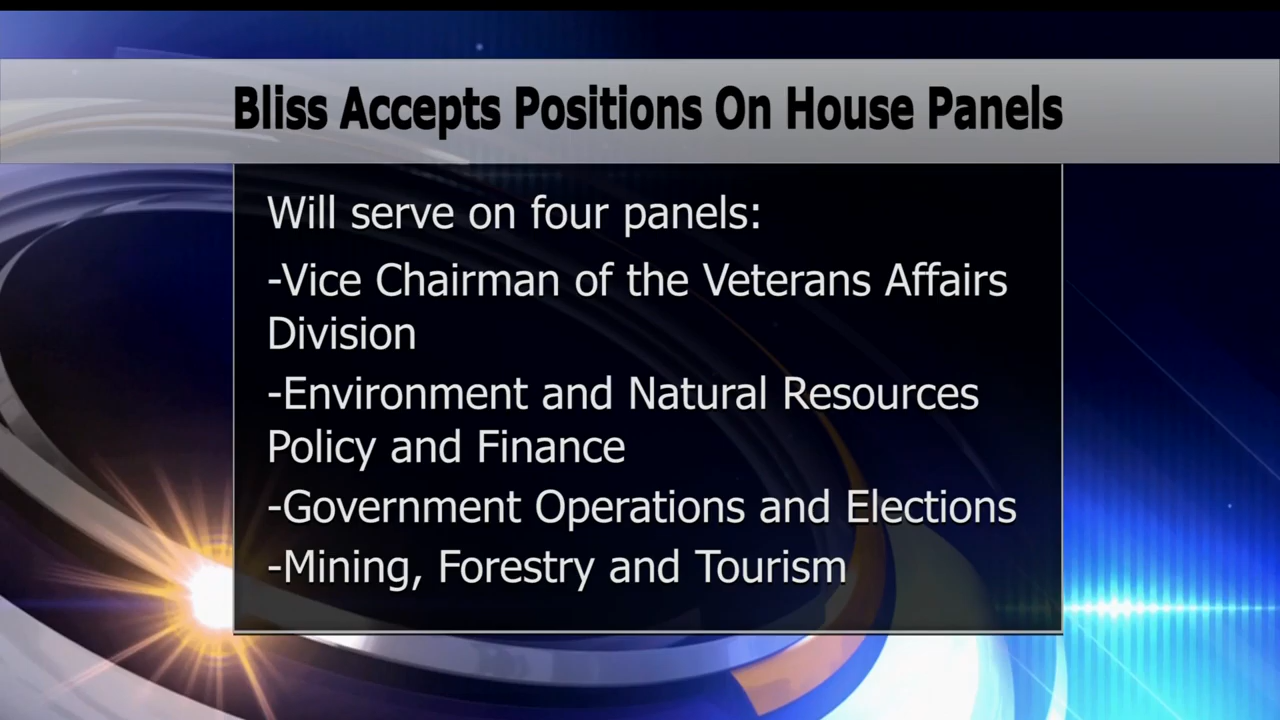 Bliss Accepts Positions On House Panels
Will serve on four panels:
-Vice Chairman of the Veterans Affairs
Division
-Environment and Natural Resources
Policy and Finance
-Government Operations and Elections
-Mining, Forestry and Tourism